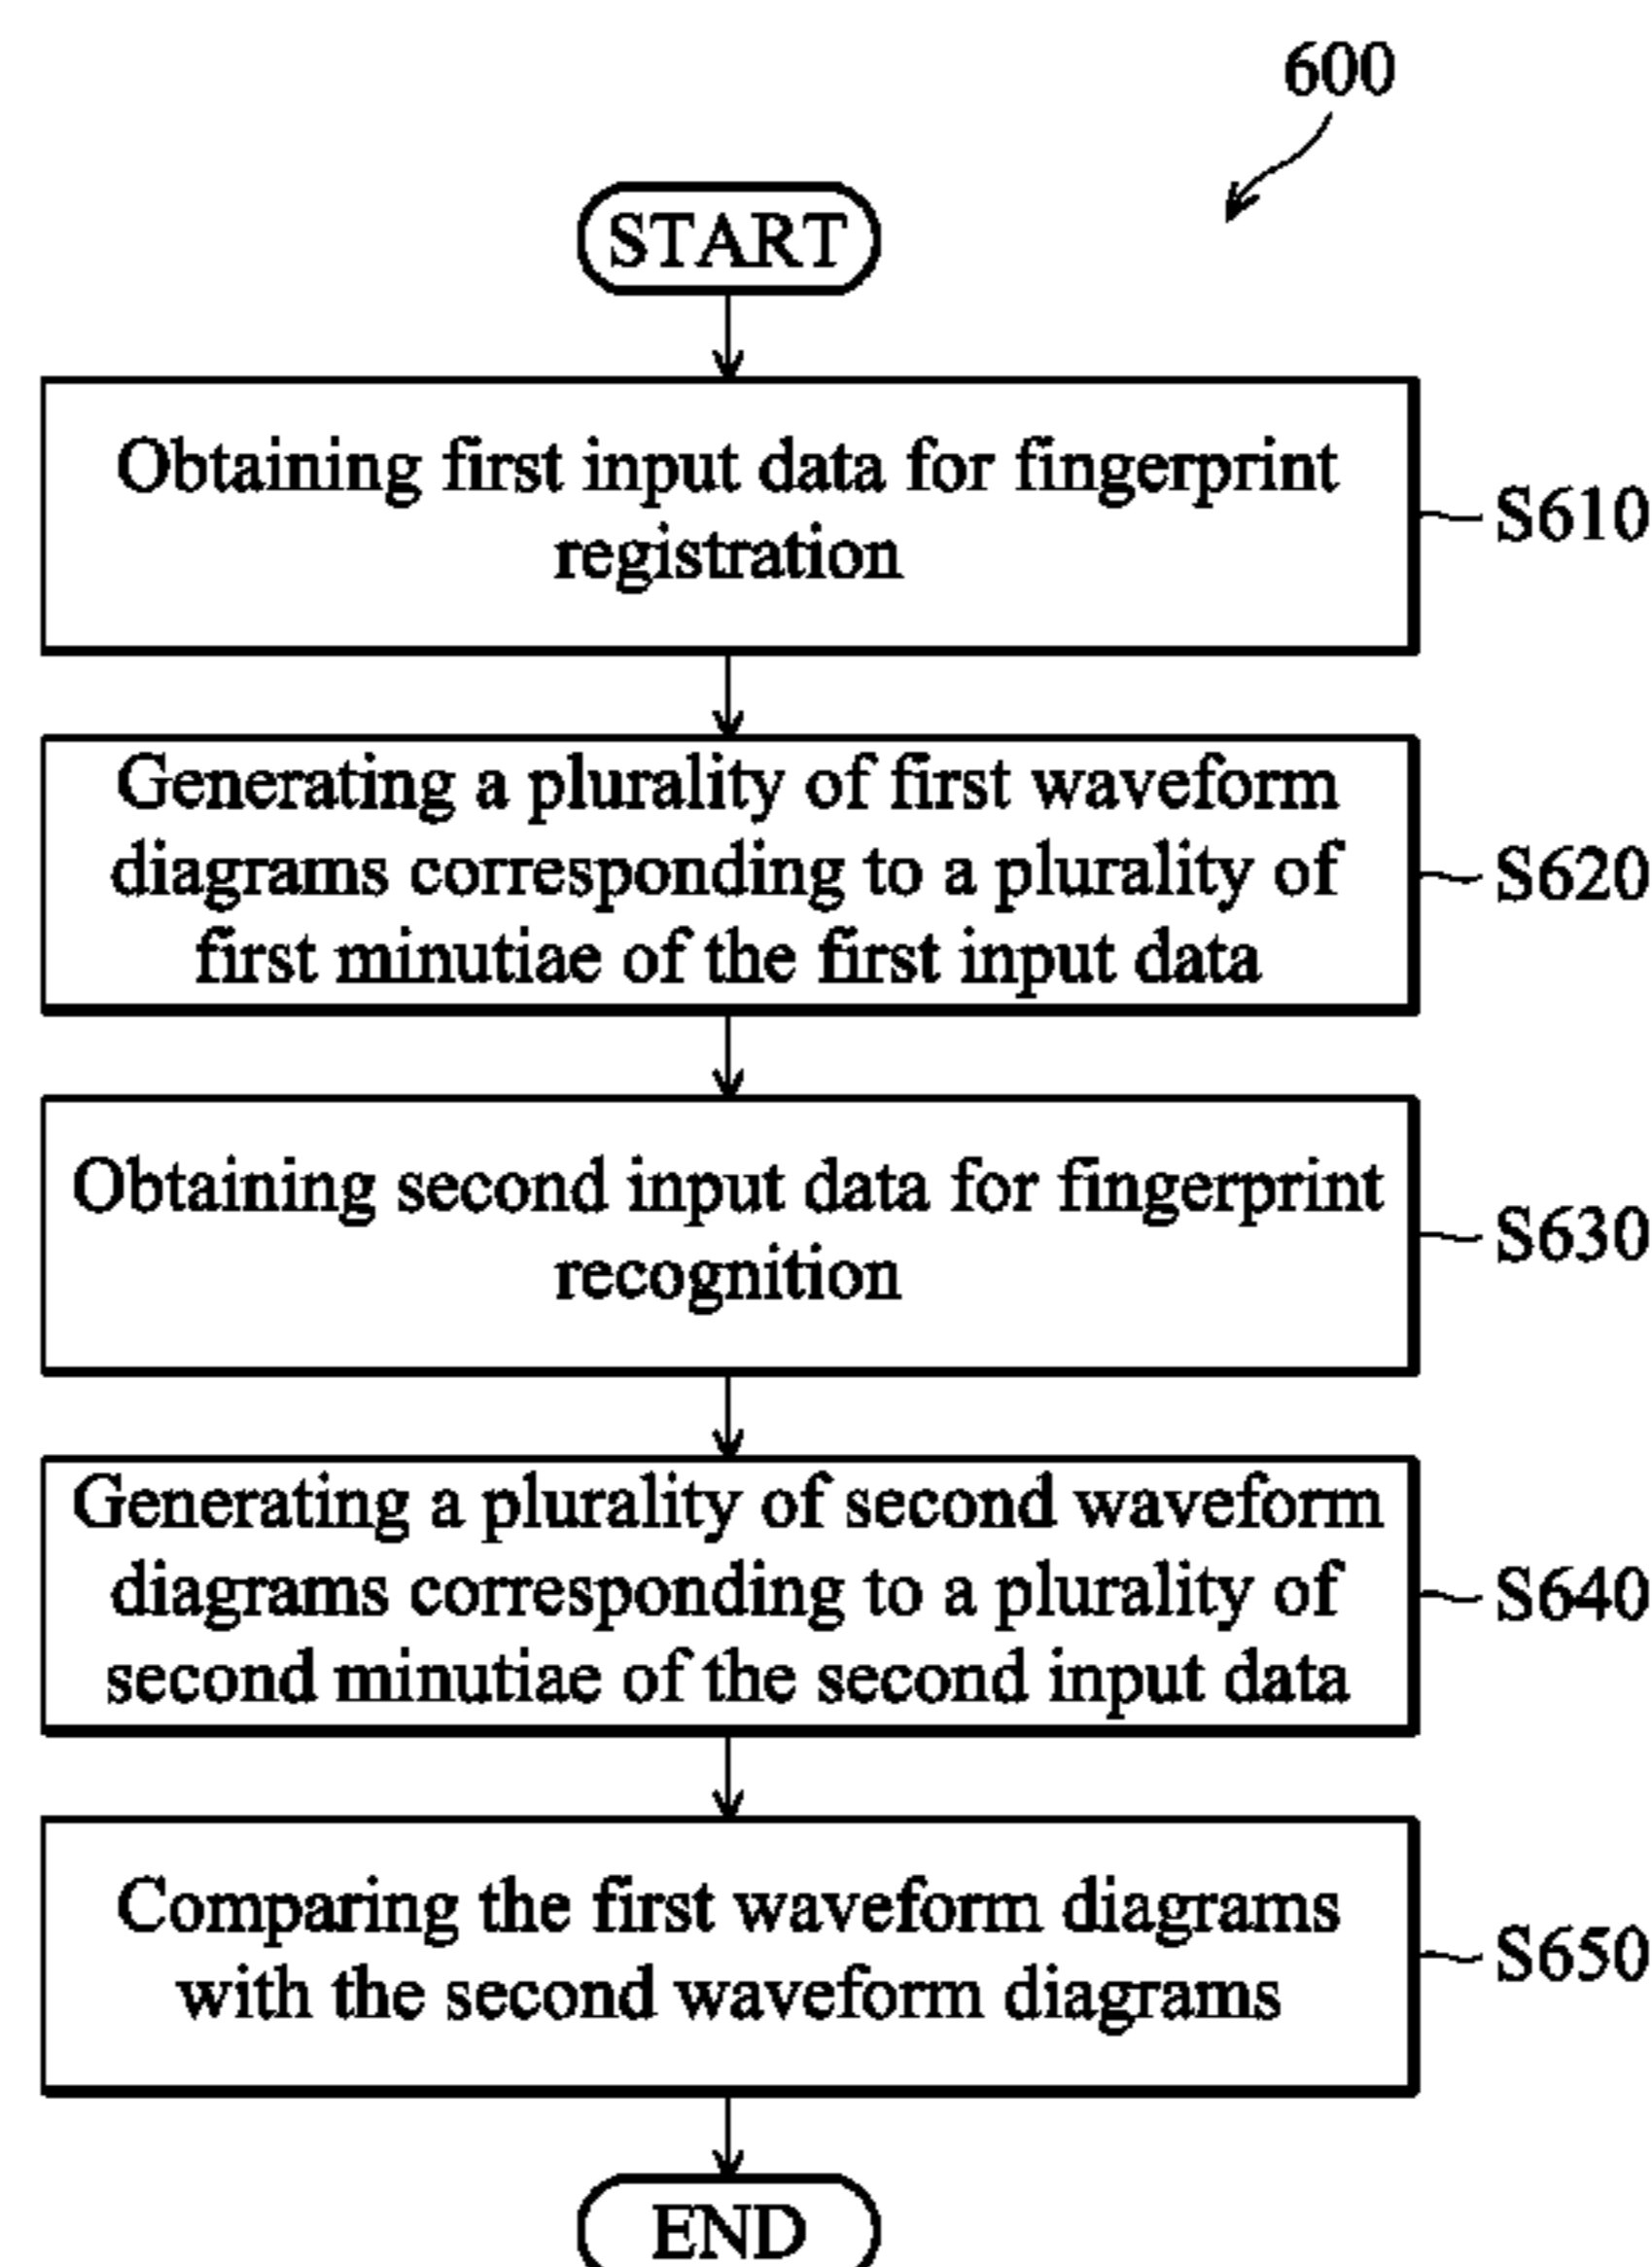 600
START
Obtaining first input data for fingerprint
registration
S610
Generating a plurality of first waveform
diagrams corresponding to a plurality of
first minutiae of the first input data
S620
Obtaining second input data for fingerprint
recognition
S630
Generating a plurality of second waveform
diagrams corresponding to a plurality of
second minutiae of the second input data
S640
Comparing the first waveform diagrams
with the second waveform diagrams
S650
END